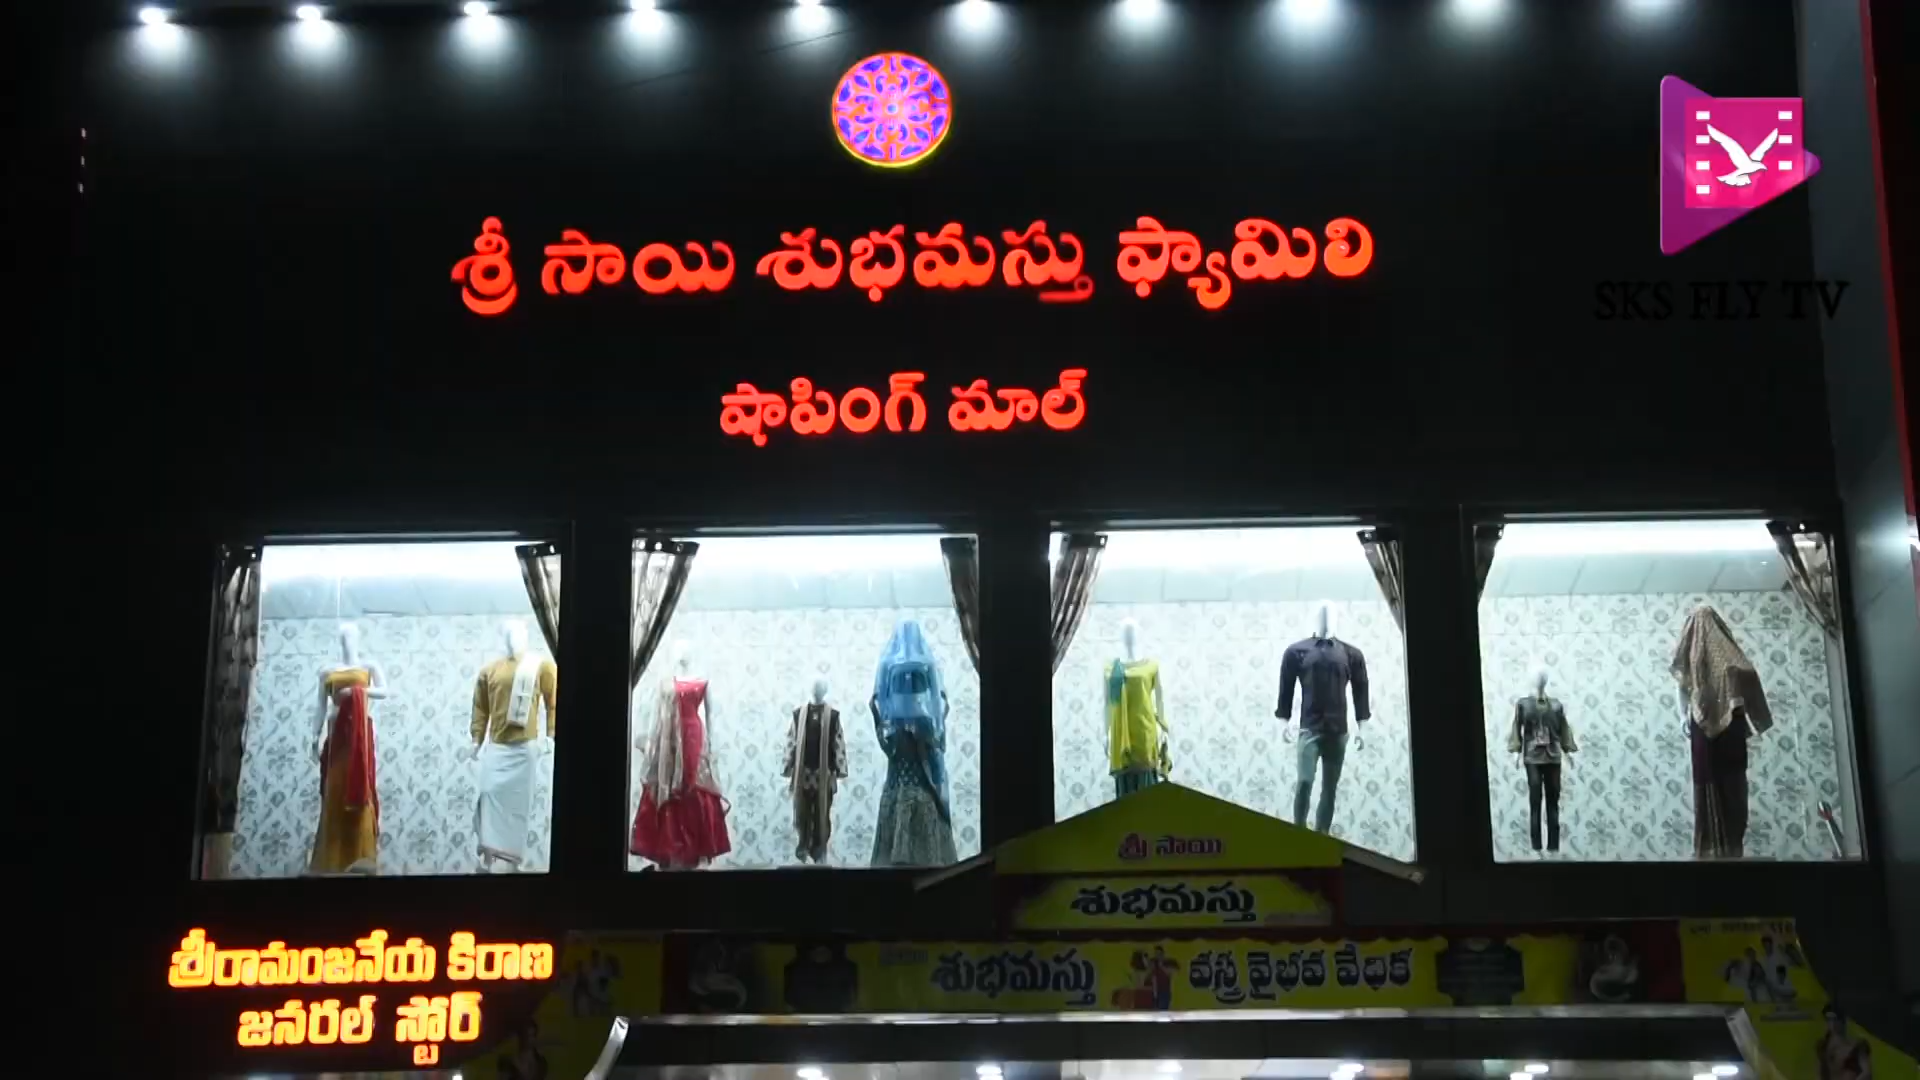 శ్రీ సాయి శుభమస్తు ఫ్యామిలి
షాపింగ్ మాల్
SKS FLY TV
శ్రీ సాయి
శుభమస్తు
శుభమస్తు వస్త్ర వైభవ వేదిక
శ్రీరామంజనేయ కిరాణ
జనరల్ స్టోర్